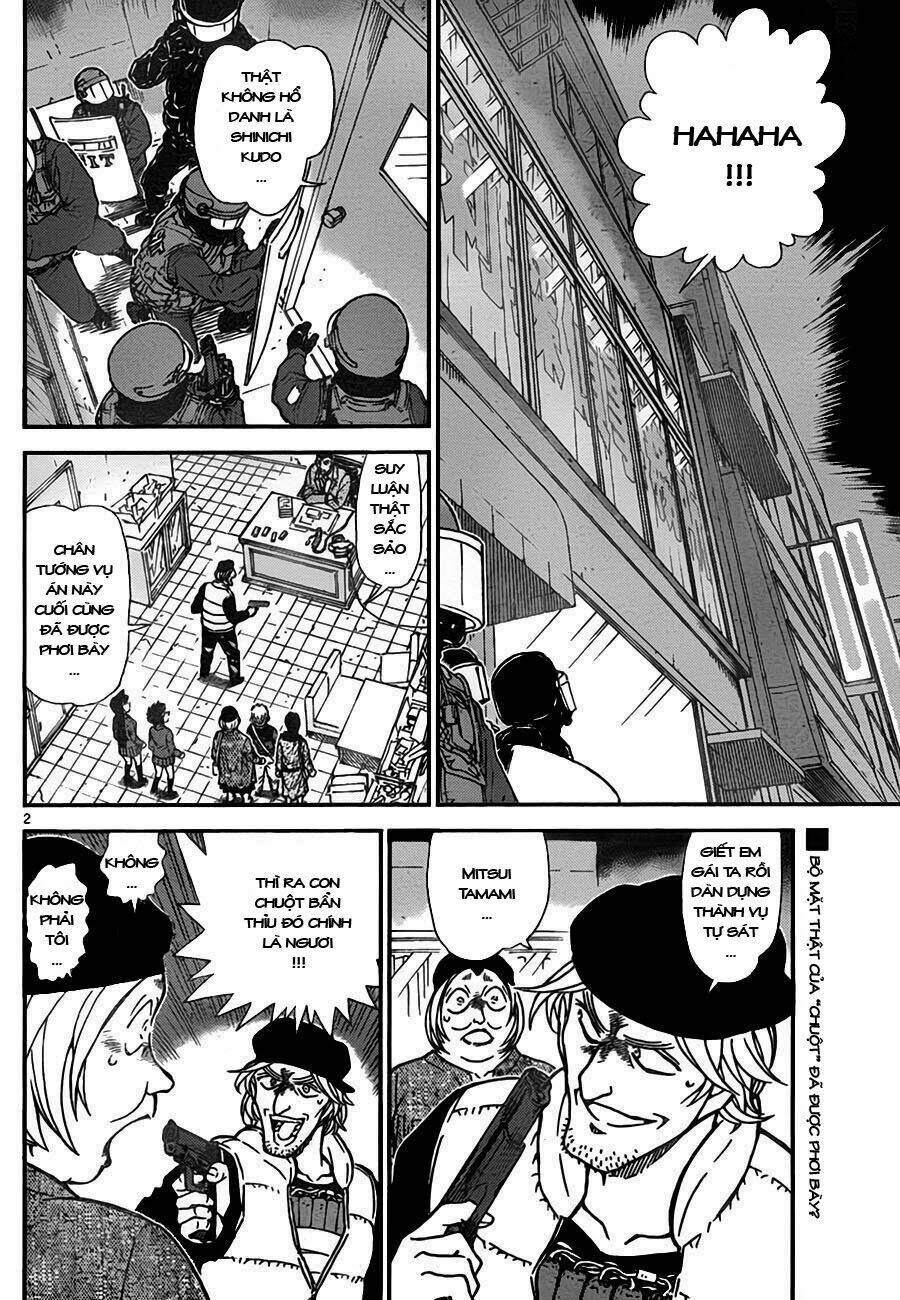 HAHAHA
!!!
THẬT
KHÔNG HỔ
DANH LÀ
SHINICHI
KUDO
...
SUY
LUẬN
THẬT
SẮC
SẢO
...
CHÂN
TƯỚNG VỤ
ÁN NÀY
CUỐI CÙNG
ĐÃ ĐƯỢC
PHƠI BÀY
...
2
BỘ MẶT THẬT CỦA "CHUỘT" ĐÃ ĐƯỢC PHƠI BÀY?
GIẾT EM
GÁI TA RỒI
DÀN DỰNG
THÀNH VỤ
TỰ SÁT
...
MITSUI
TAMAMI
...
THÌ RA CON
CHUỘT BẨN
THỈU ĐÓ CHÍNH
LÀ NGƯƠI
!!!
KHÔNG
...
KHÔNG
PHẢI
TÔI
...